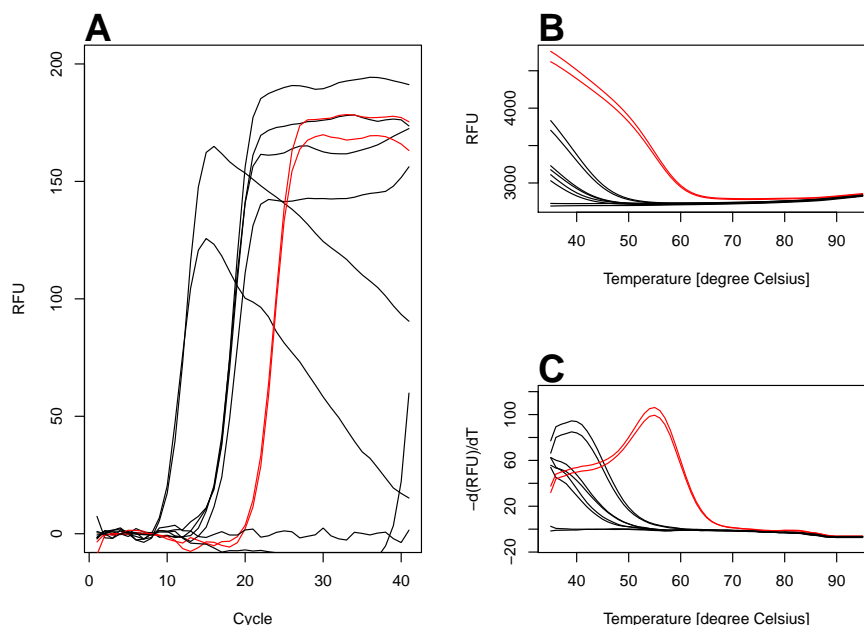 A
RFU
200
150
100
50
0
0 10 20 30 40
Cycle
B
RFU
4000
3000
40 50 60 70 80 90
Temperature [degree Celsius]
C
−d(RFU)/dT
100
60
20
−20
40 50 60 70 80 90
Temperature [degree Celsius]